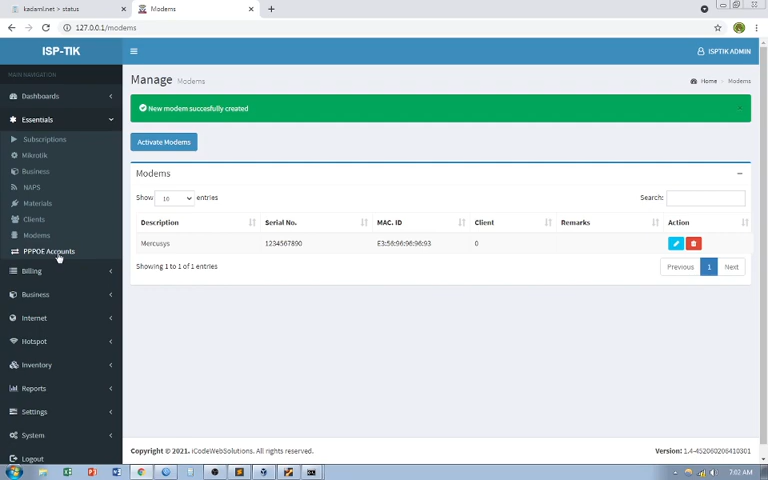 kadami.net > status
Modems
127.0.0.1/modems
ISP-TIK
ISPTIK ADMIN
MAIN NAVIGATION
Dashboards
Essentials
Subscriptions
Mikrotik
Business
NAPS
Materials
Clients
Modems
PPPOE Accounts
Billing
Business
Internet
Hotspot
Inventory
Reports
Settings
System
Logout
Manage Modems
Home > Modems
New modem succesfully created
Activate Modems
Modems
Show 10 entries
Search:
Description Serial No. MAC. ID Client Remarks Action
Mercusys 1234567890 E3:56:96:96:96:93 0
Showing 1 to 1 of 1 entries
Previous 1 Next
Copyright © 2021. iCodeWebSolutions. All rights reserved.
Version: 1.4-452060206410301
7:02 AM